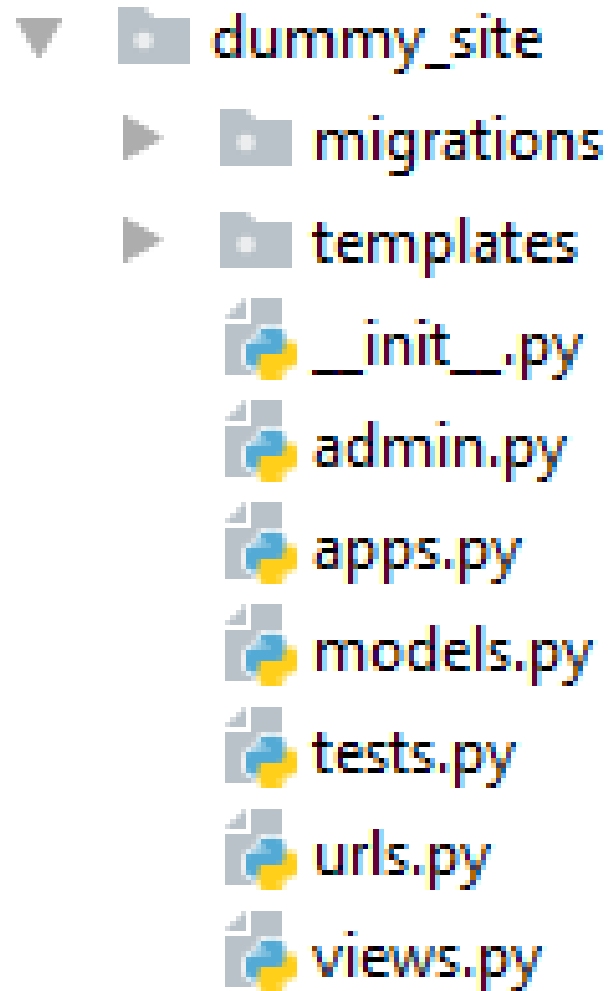 dummy_site
migrations
templates
__init__.py
admin.py
apps.py
models.py
tests.py
urls.py
views.py